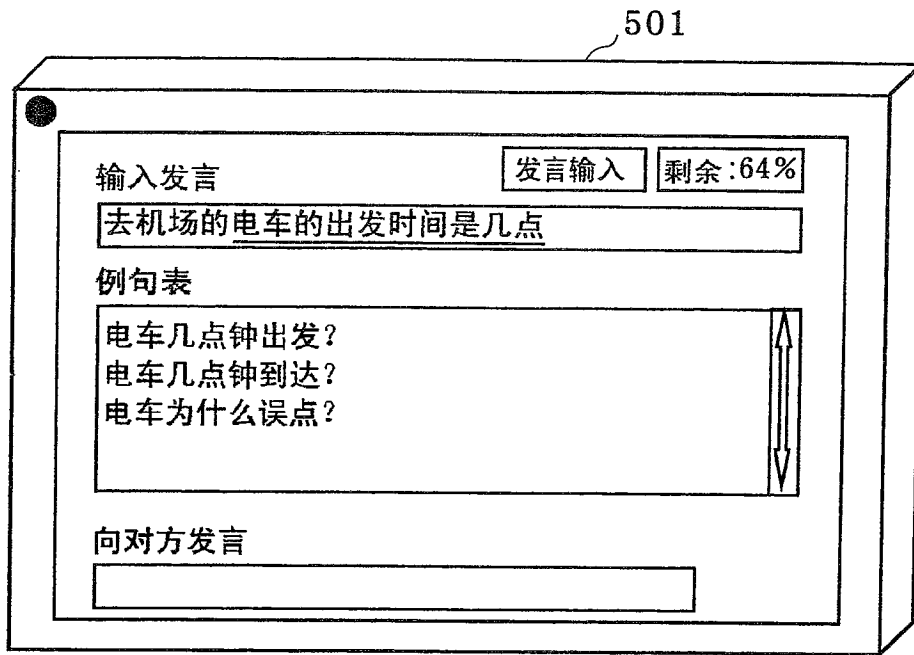 501
输入发言
发言输入
剩余:64%
去机场的电车的出发时间是几点
例句表
电车几点钟出发?
电车几点钟到达?
电车为什么误点?
向对方发言